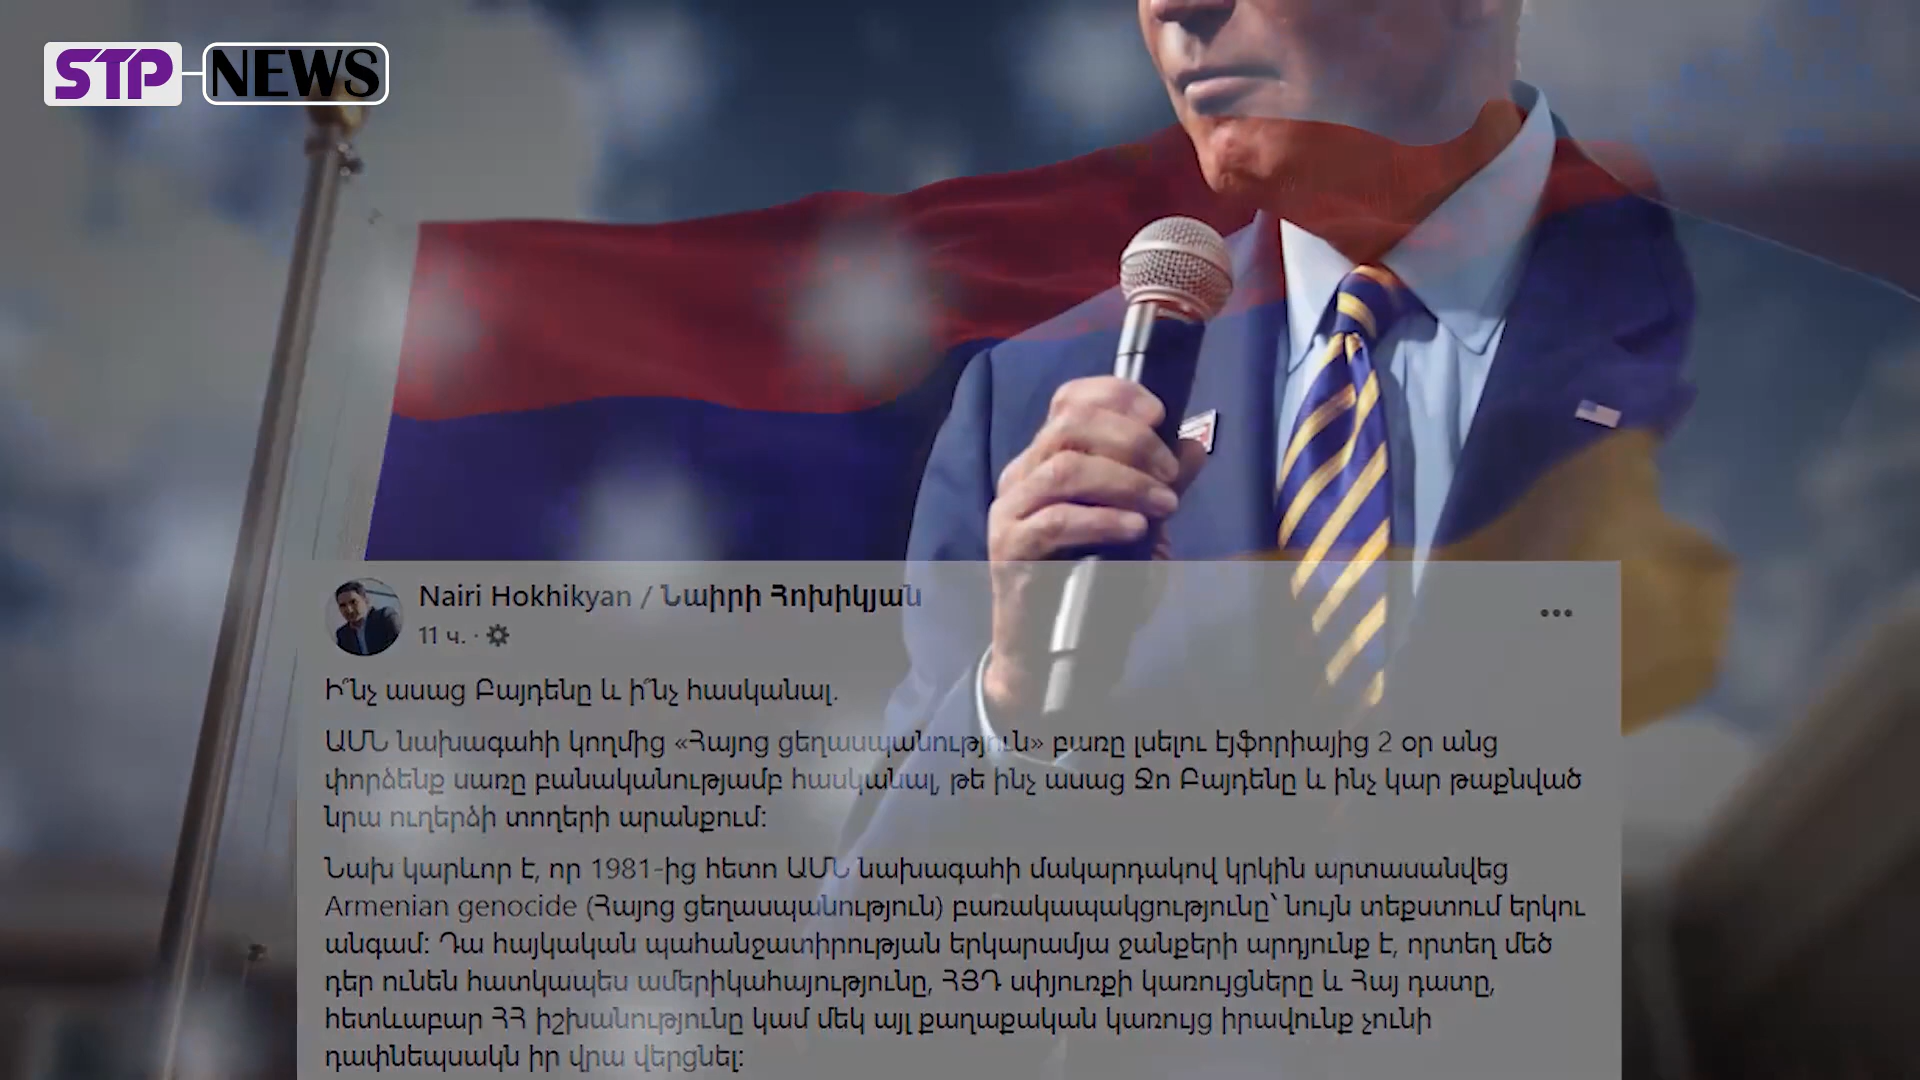 STP NEWS
Nairi Hokhikyan / Նաիրի Հոխիկյան
11 ч.
Ի՞նչ ասաց Բայդենը և ի՞նչ հասկանալ.
ԱՄՆ նախագահի կողմից «Հայոց ցեղասպանություն» բառը լսելու էյֆորիայից 2 օր անց
փորձենք սառը բանականությամբ հասկանալ, թե ինչ ասաց Ջո Բայդենը և ինչ կար թաքնված
նրա ուղերձի տողերի արանքում:
Նախ կարևոր է, որ 1981-ից հետո ԱՄՆ նախագահի մակարդակով կրկին արտասանվեց
Armenian genocide (Հայոց ցեղասպանություն) բառակապակցությունը՝ նույն տեքստում երկու
անգամ: Դա հայկական պահանջատիրության երկարամյա ջանքերի արդյունք է, որտեղ մեծ
դեր ունեն հատկապես ամերիկահայությունը, ՀՅԴ սփյուռքի կառույցները և Հայ դատը,
հետևաբար ՀՀ իշխանությունը կամ մեկ այլ քաղաքական կառույց իրավունք չունի
դափնեպսակն իր վրա վերցնել: